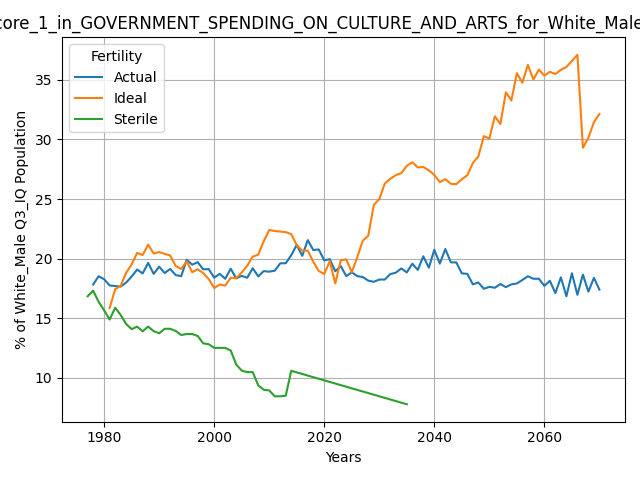 core_1_in_GOVERNMENT_SPENDING_ON_CULTURE_AND_ARTS_for_White_Male
Fertility
Actual
Ideal
Sterile
% of White_Male Q3_IQ Population
35
30
25
20
15
10
1980 2000 2020 2040 2060
Years